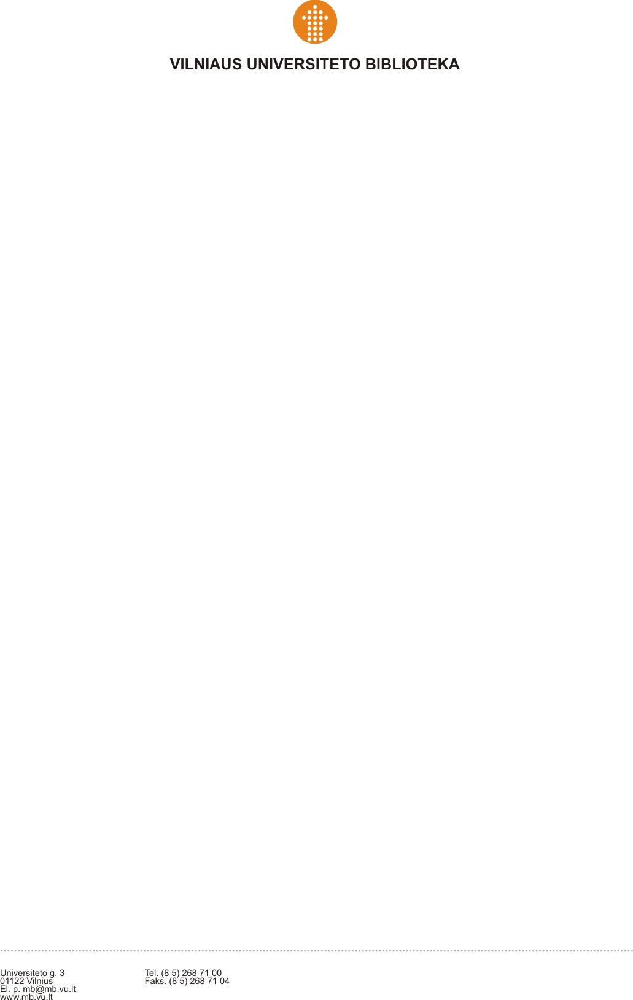 VILNIAUS UNIVERSITETO BIBLIOTEKA
Universiteto g. 3
01122 Vilnius
El. p. mb@mb.vu.lt
www.mb.vu.lt
Tel. (8 5) 268 71 00
Faks. (8 5) 268 71 04